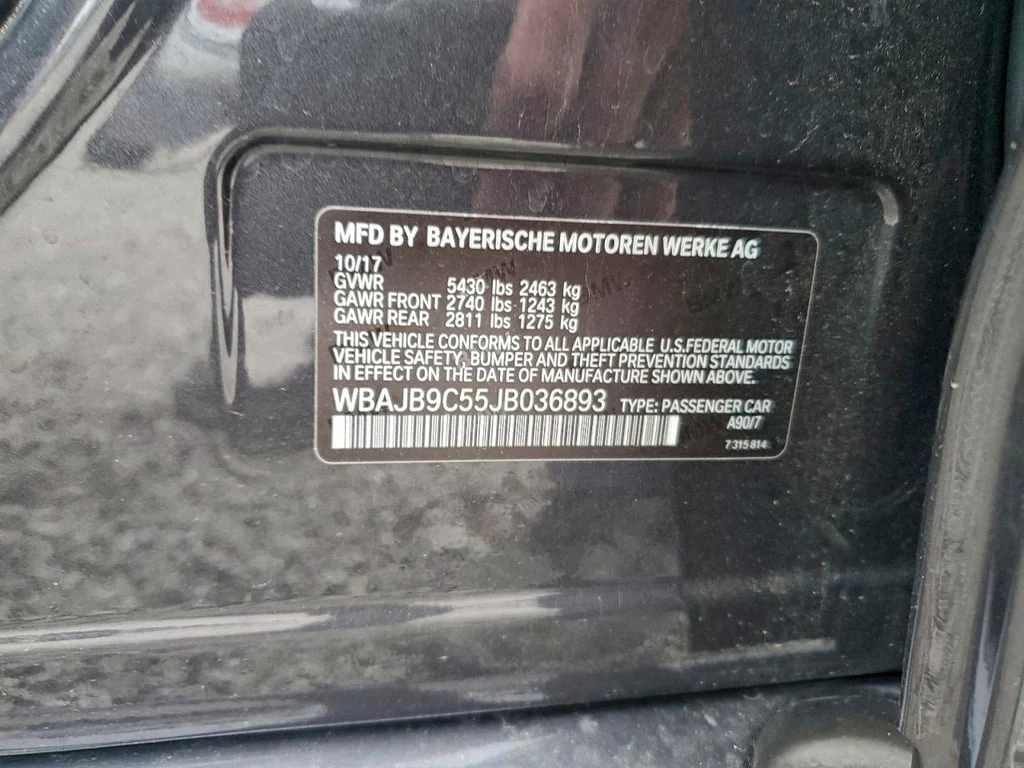 MFD BY BAYERISCHE MOTOREN WERKE AG
10/17
GVWR 5430 lbs 2463 kg
GAWR FRONT 2740 lbs 1243 kg
GAWR REAR 2811 lbs 1275 kg
THIS VEHICLE CONFORMS TO ALL APPLICABLE U.S.FEDERAL MOTOR
VEHICLE SAFETY, BUMPER AND THEFT PREVENTION STANDARDS
IN EFFECT ON THE DATE OF MANUFACTURE SHOWN ABOVE.
WBAJB9C55JB036893 TYPE: PASSENGER CAR
A90/7
7 315 814